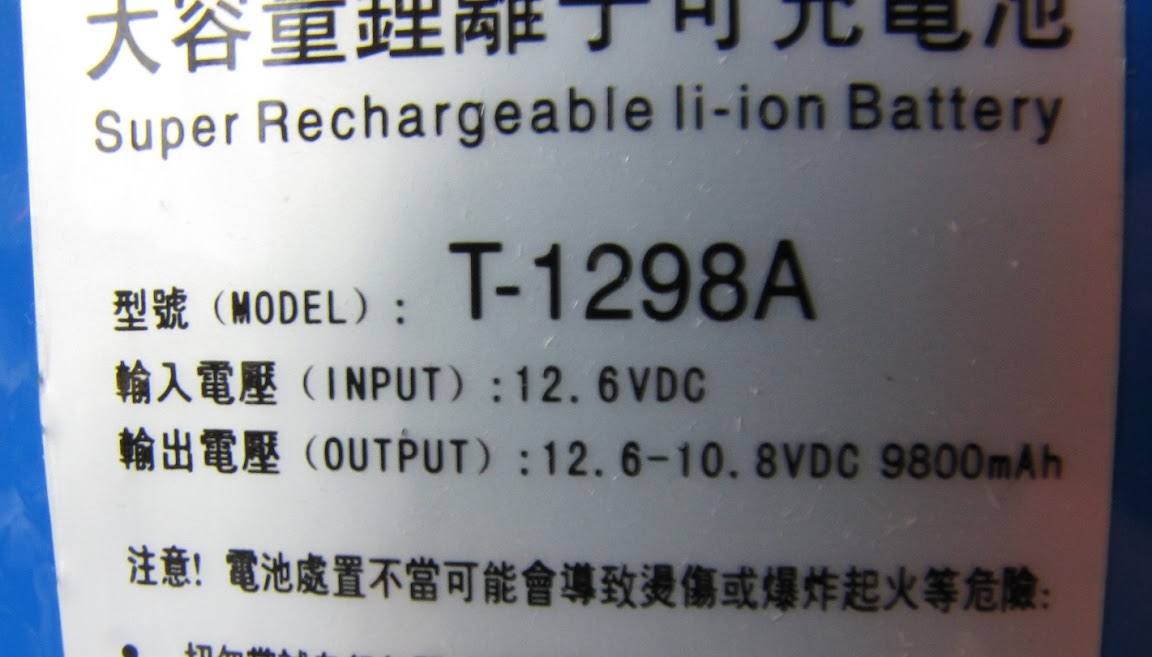 大容量鋰離子可充電池
Super Rechargeable li-ion Battery
型號（MODEL）: T-1298A
輸入電壓（INPUT）:12.6VDC
輸出電壓（OUTPUT）:12.6-10.8VDC 9800mAh
注意! 電池處置不當可能會導致燙傷或爆炸起火等危險: